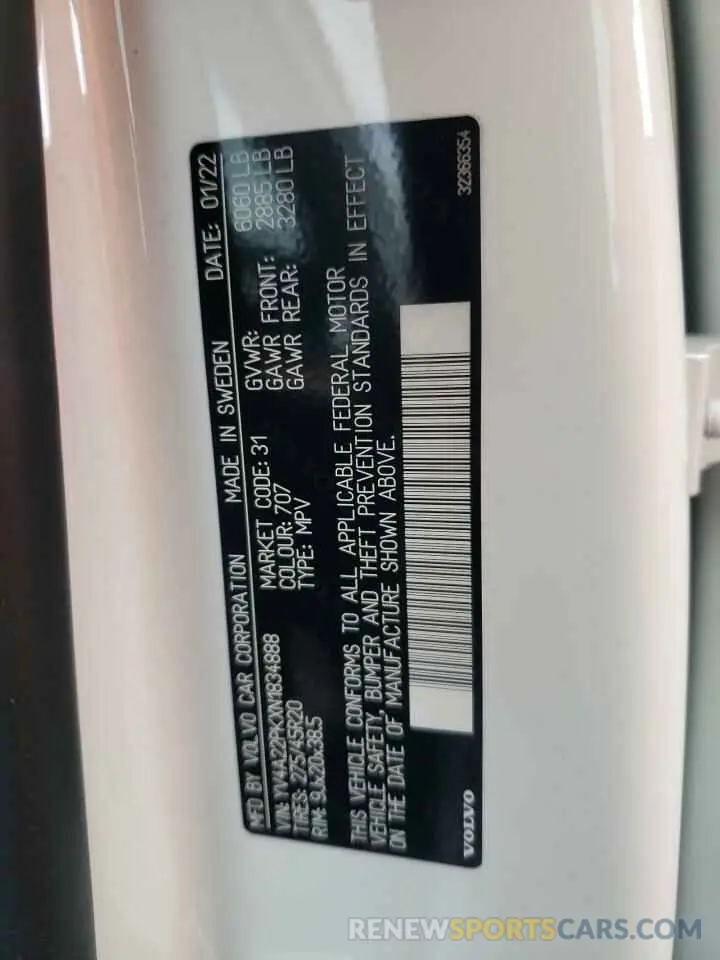 MFD BY VOLVO CAR CORPORATION MADE IN SWEDEN DATE: 01/22
VIN: YV4A22PKXN1834888
TIRES: 275/45R20
RIM: 9Jx20x38.5
MARKET CODE: 31
COLOUR: 707
TYPE: MPV
GVWR: 6060 LB
GAWR FRONT: 2885 LB
GAWR REAR: 3280 LB
THIS VEHICLE CONFORMS TO ALL APPLICABLE FEDERAL MOTOR
VEHICLE SAFETY, BUMPER AND THEFT PREVENTION STANDARDS IN EFFECT
ON THE DATE OF MANUFACTURE SHOWN ABOVE.
VOLVO
32366354
RENEWSPORTSCARS.COM